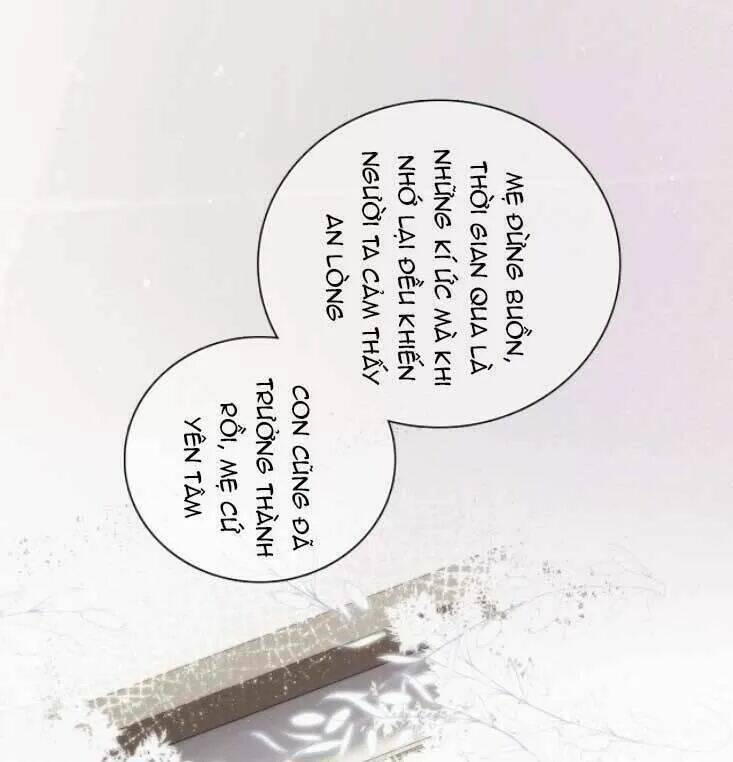 MẸ ĐỪNG BUỒN,
THỜI GIAN QUA LÀ
NHỮNG KÍ ỨC MÀ KHI
NHỚ LẠI ĐỀU KHIẾN
NGƯỜI TA CẢM THẤY
AN LÒNG
CON CŨNG ĐÃ
TRƯỞNG THÀNH
RỒI, MẸ CỨ
YÊN TÂM